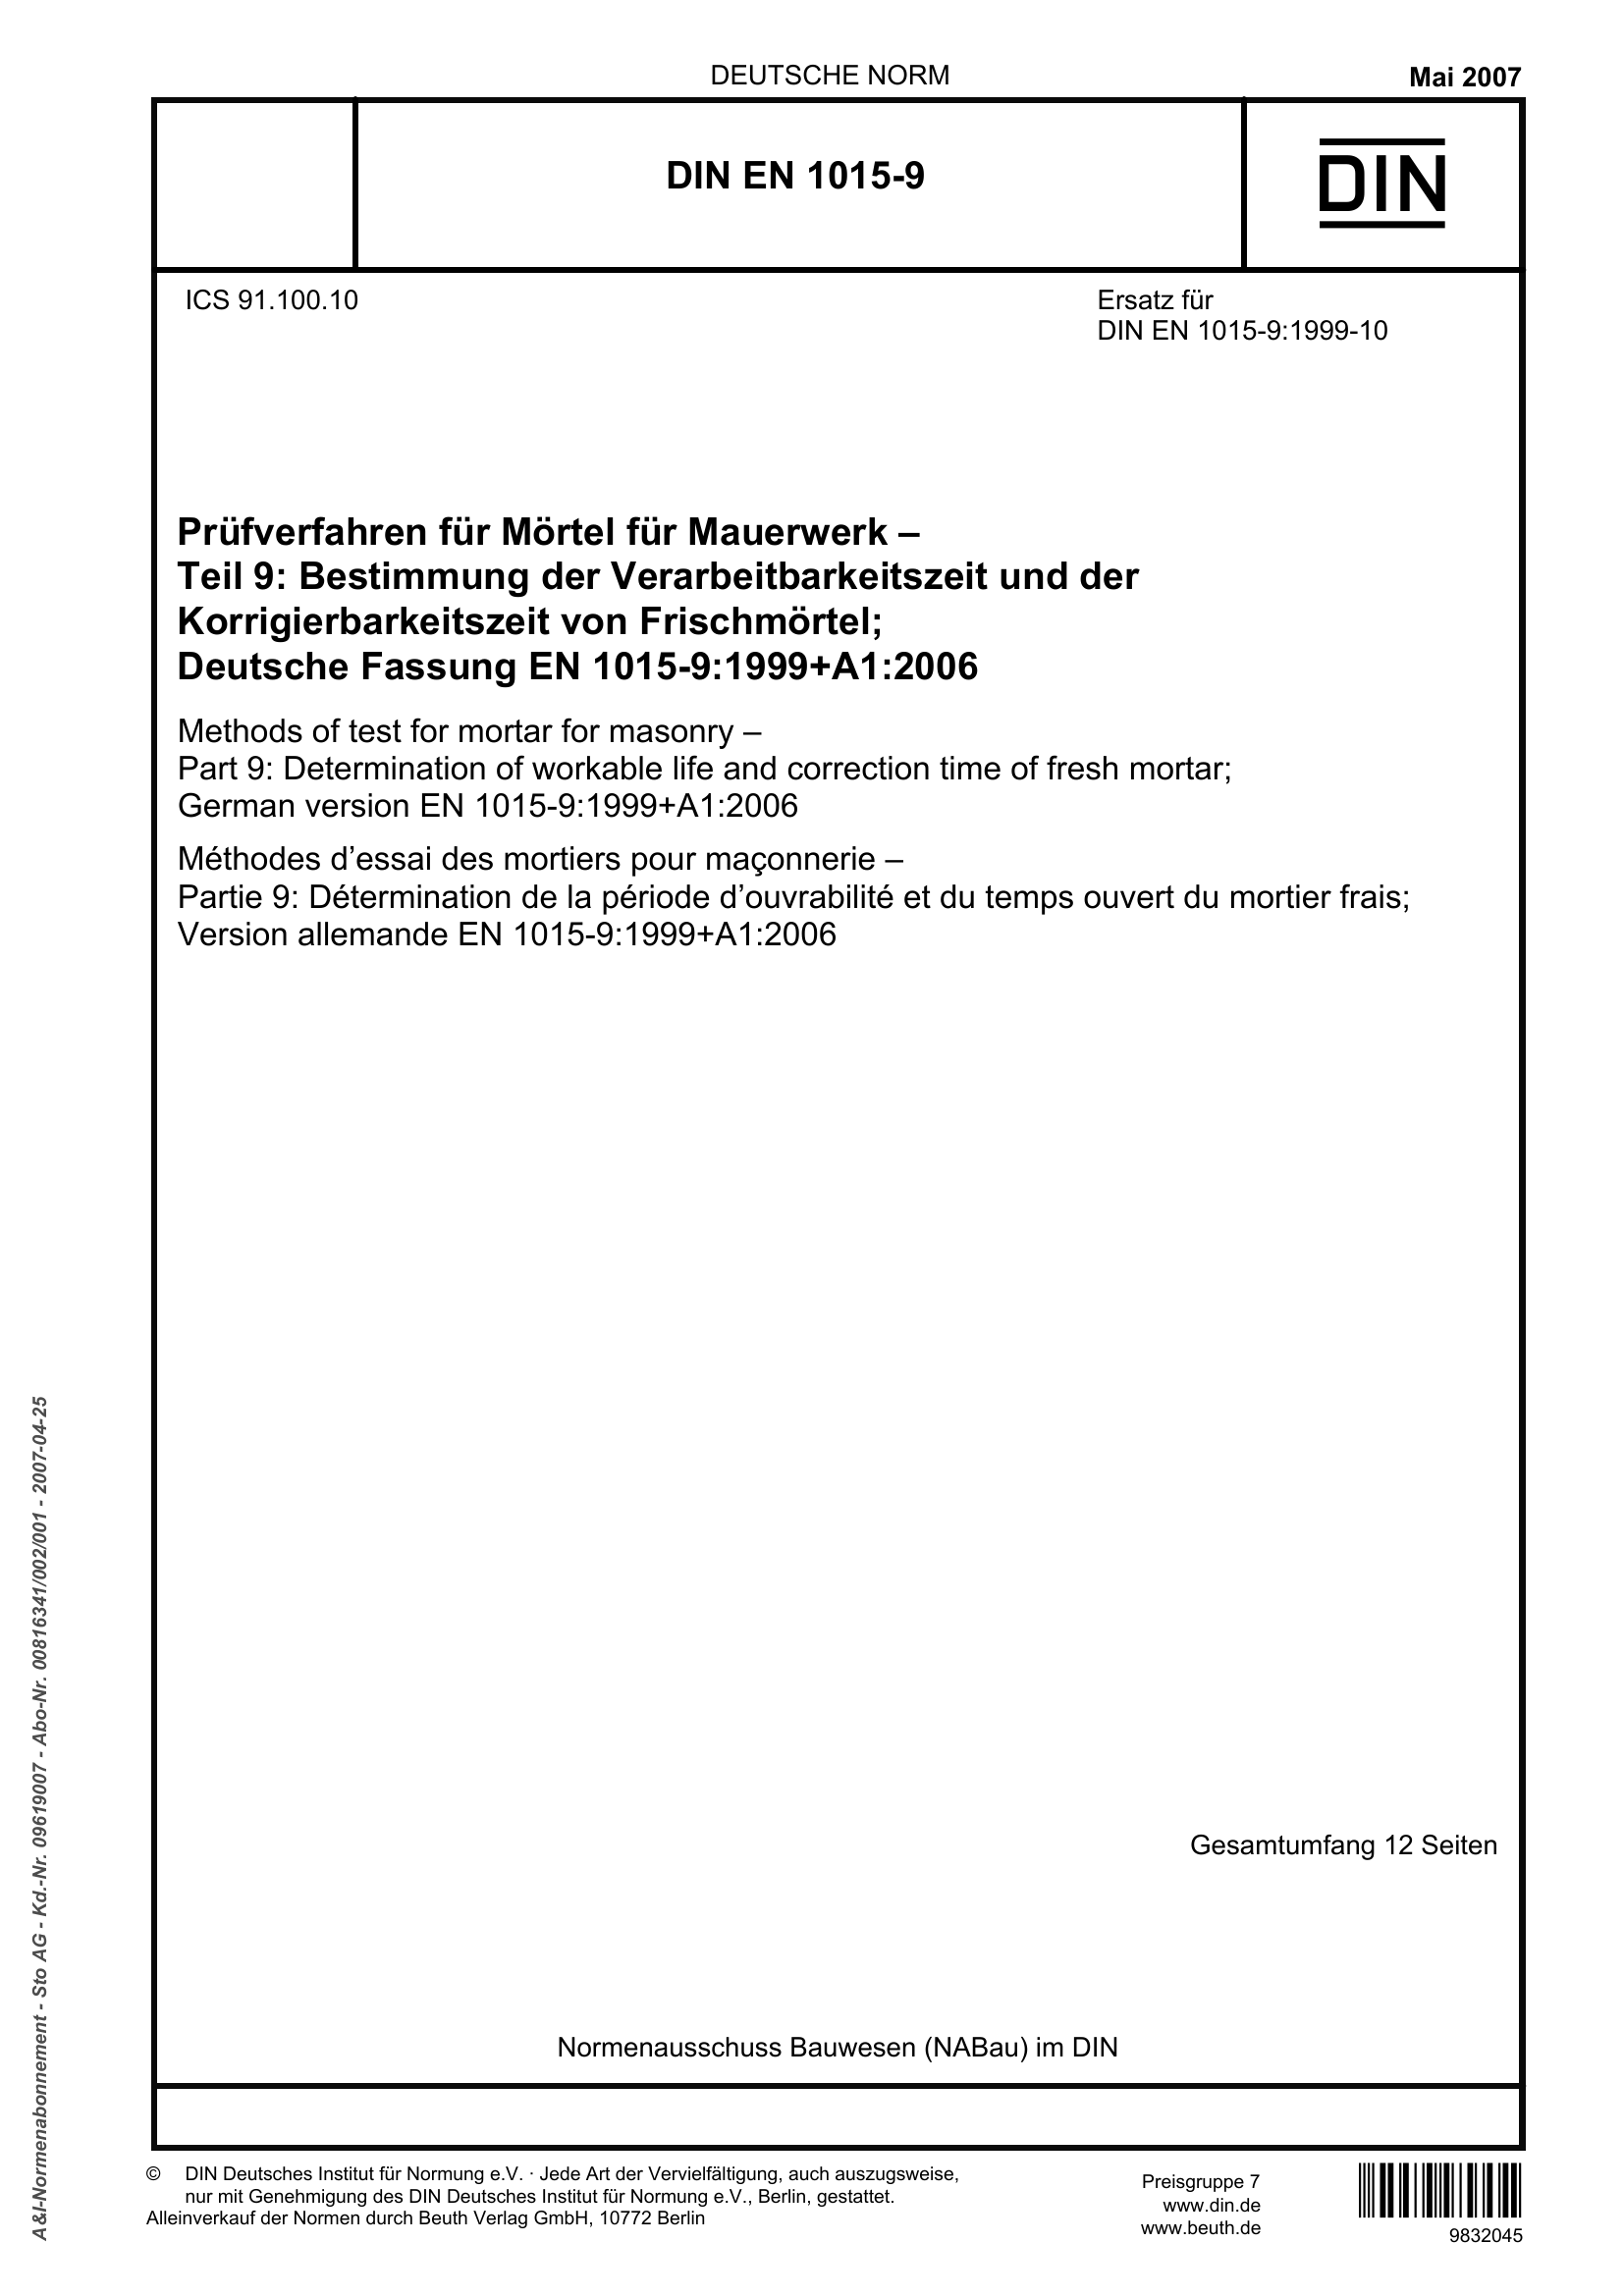 DEUTSCHE NORM
Mai 2007
DIN EN 1015-9
DIN
ICS 91.100.10
Ersatz für
DIN EN 1015-9:1999-10
Prüfverfahren für Mörtel für Mauerwerk –
Teil 9: Bestimmung der Verarbeitbarkeitszeit und der
Korrigierbarkeitszeit von Frischmörtel;
Deutsche Fassung EN 1015-9:1999+A1:2006
Methods of test for mortar for masonry –
Part 9: Determination of workable life and correction time of fresh mortar;
German version EN 1015-9:1999+A1:2006
Méthodes d’essai des mortiers pour maçonnerie –
Partie 9: Détermination de la période d’ouvrabilité et du temps ouvert du mortier frais;
Version allemande EN 1015-9:1999+A1:2006
Gesamtumfang 12 Seiten
Normenausschuss Bauwesen (NABau) im DIN
© DIN Deutsches Institut für Normung e.V. · Jede Art der Vervielfältigung, auch auszugsweise,
nur mit Genehmigung des DIN Deutsches Institut für Normung e.V., Berlin, gestattet.
Alleinverkauf der Normen durch Beuth Verlag GmbH, 10772 Berlin
Preisgruppe 7
www.din.de
www.beuth.de
9832045
A&I-Normenabonnement - Sto AG - Kd.-Nr. 09619007 - Abo-Nr. 00816341/002/001 - 2007-04-25